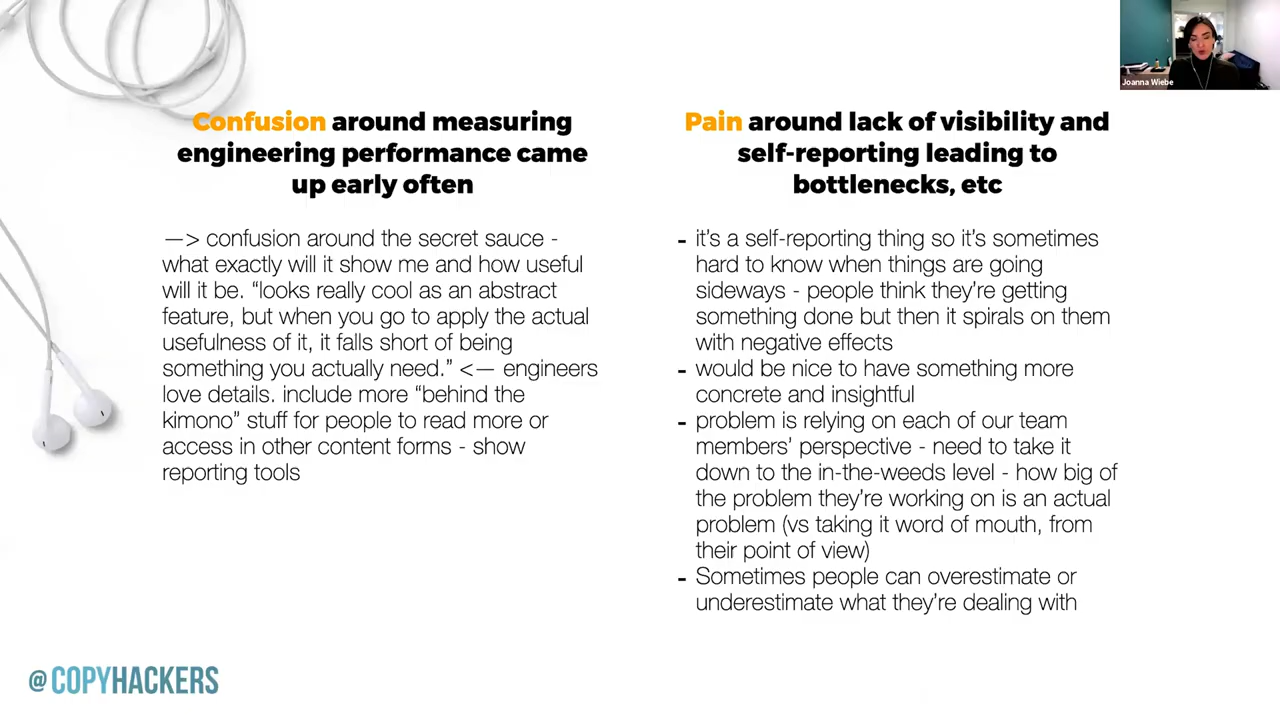 Joanna Wiebe
Confusion around measuring
engineering performance came
up early often
—> confusion around the secret sauce -
what exactly will it show me and how useful
will it be. “looks really cool as an abstract
feature, but when you go to apply the actual
usefulness of it, it falls short of being
something you actually need.” <— engineers
love details. include more “behind the
kimono” stuff for people to read more or
access in other content forms - show
reporting tools
Pain around lack of visibility and
self-reporting leading to
bottlenecks, etc
- it’s a self-reporting thing so it’s sometimes
hard to know when things are going
sideways - people think they’re getting
something done but then it spirals on them
with negative effects
- would be nice to have something more
concrete and insightful
- problem is relying on each of our team
members’ perspective - need to take it
down to the in-the-weeds level - how big of
the problem they’re working on is an actual
problem (vs taking it word of mouth, from
their point of view)
- Sometimes people can overestimate or
underestimate what they’re dealing with
@COPYHACKERS